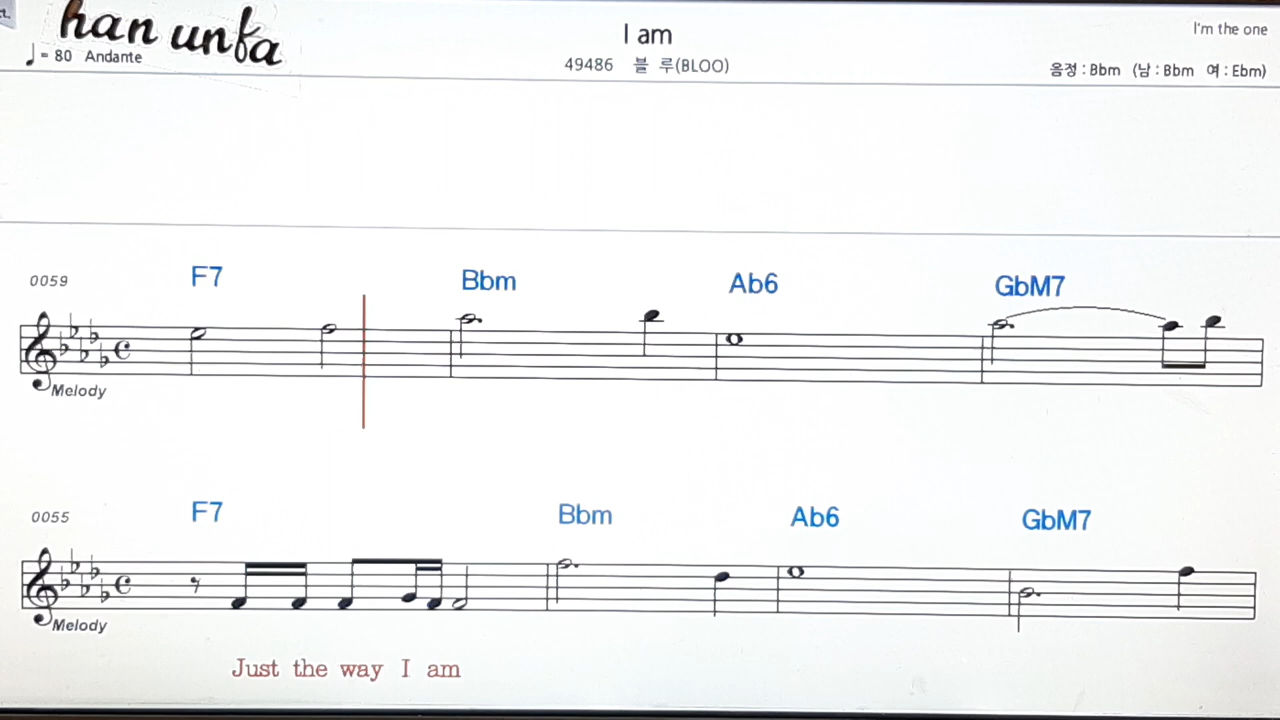 han unfa
I am
I'm the one
♩= 80 Andante
49486 블 루(BLOO)
음정 : Bbm (남 : Bbm 여 : Ebm)
0059 F7 Bbm Ab6 GbM7
Melody
0055 F7 Bbm Ab6 GbM7
Melody
Just the way I am